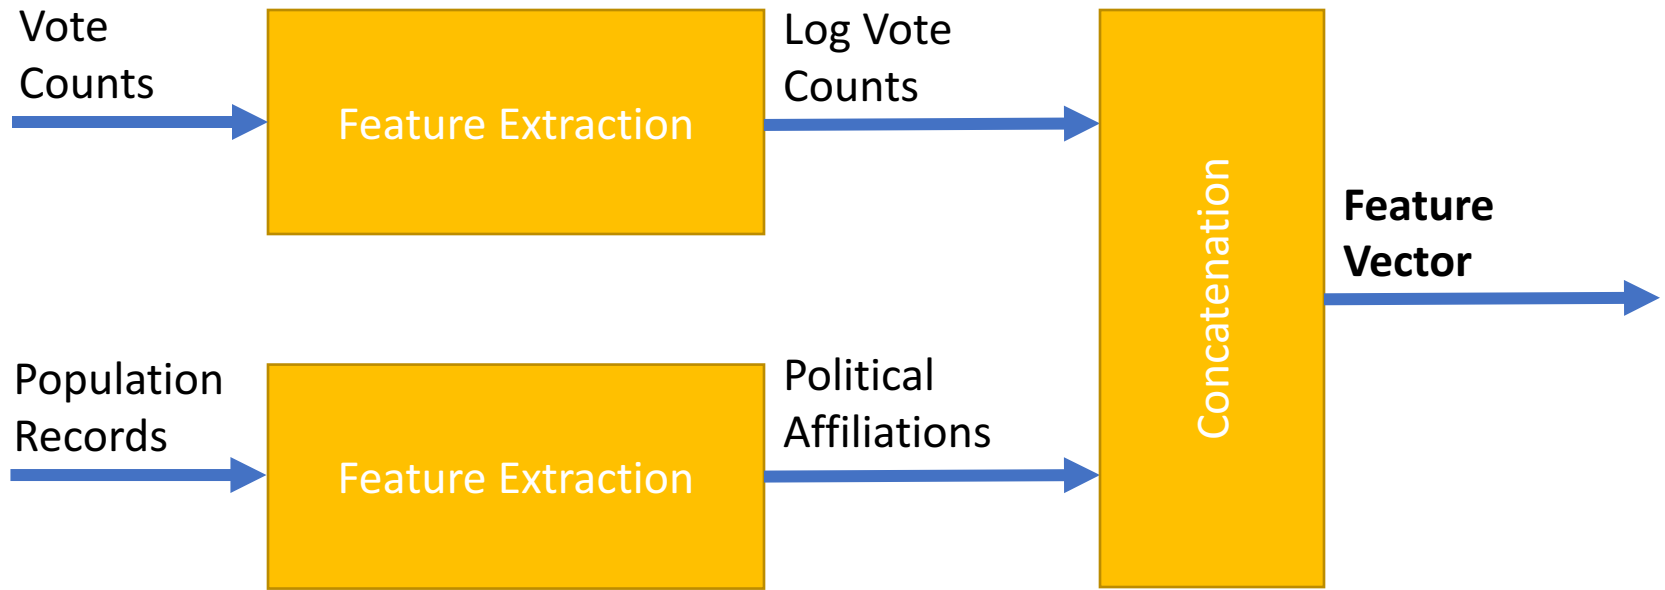 Vote
Counts
Feature Extraction
Log Vote
Counts
Concatenation
Feature
Vector
Population
Records
Feature Extraction
Political
Affiliations